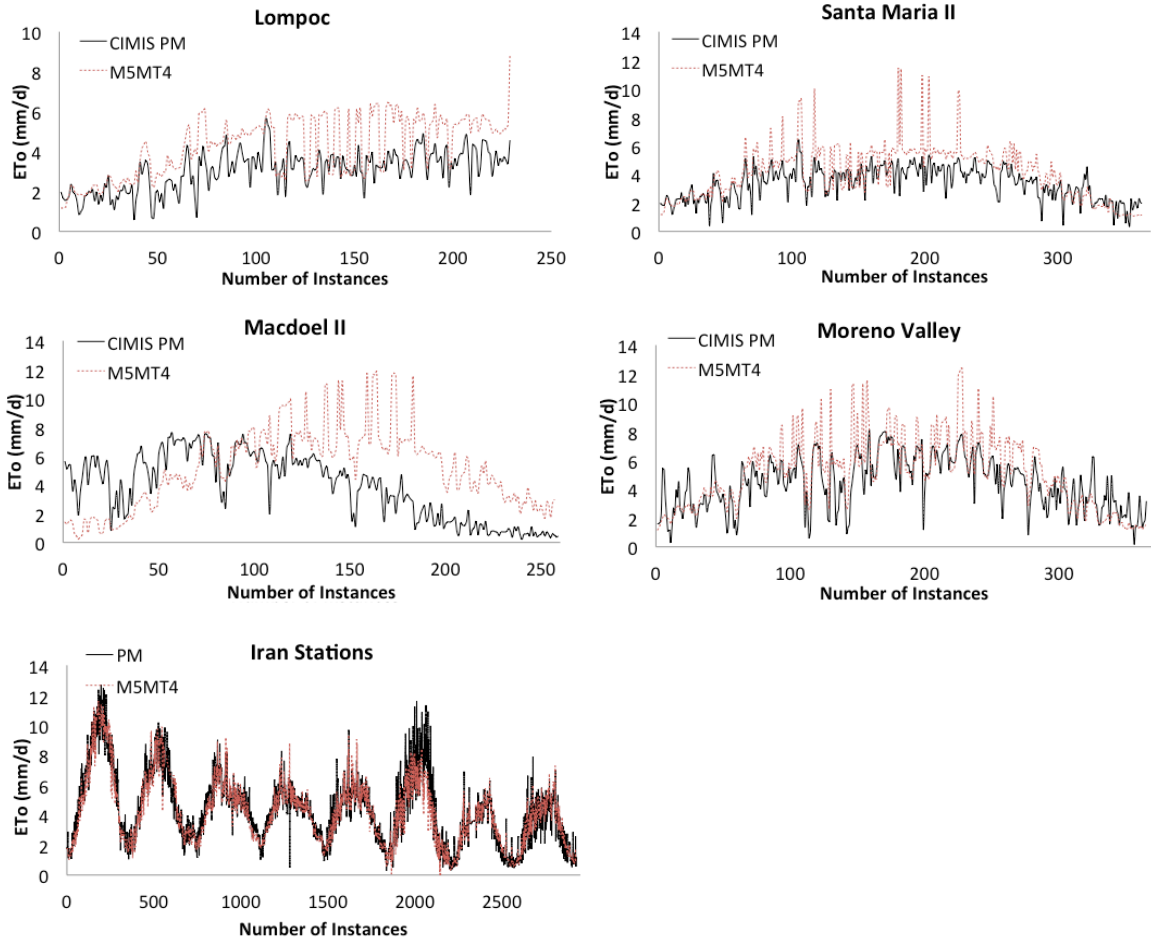 Lompoc
CIMIS PM
M5MT4
ETo (mm/d)
10
8
6
4
2
0
0 50 100 150 200 250
Number of Instances
Santa Maria II
CIMIS PM
M5MT4
ETo (mm/d)
14
12
10
8
6
4
2
0
0 100 200 300
Number of Instances
Macdoel II
CIMIS PM
M5MT4
ETo (mm/d)
14
12
10
8
6
4
2
0
0 50 100 150 200 250
Number of Instances
Moreno Valley
CIMIS PM
M5MT4
ETo (mm/d)
14
12
10
8
6
4
2
0
0 100 200 300
Number of Instances
Iran Stations
PM
M5MT4
ETo (mm/d)
14
12
10
8
6
4
2
0
0 500 1000 1500 2000 2500
Number of Instances